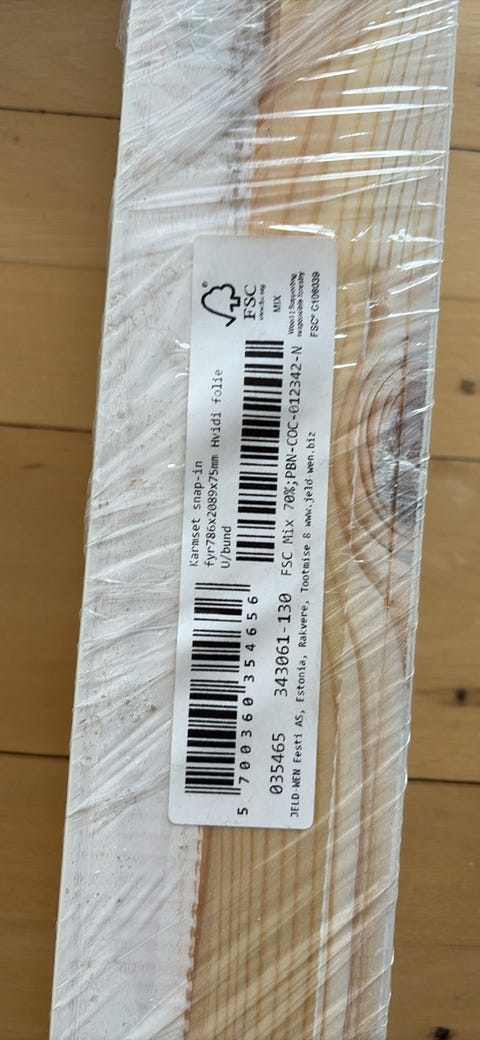 Karmset snap-in
fyr786x2089x75mm Hvidi folie
U/bund
FSC®
www.fsc.org
MIX
Wood | Supporting
responsible forestry
FSC® C106039
5 700360 354656
035465 343061-130 FSC Mix 70%;PBN-COC-012342-N
JELD-WEN Eesti AS, Estonia, Rakvere, Tootmise 8 www.jeld-wen.biz